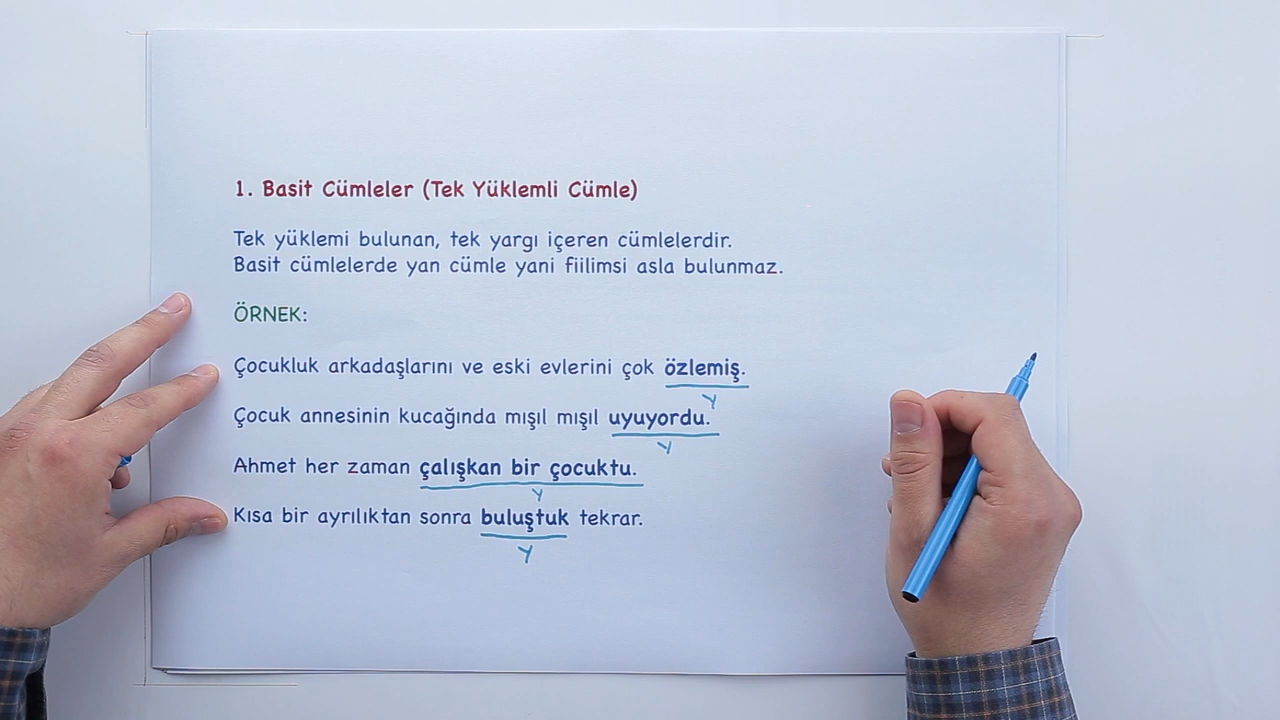 1. Basit Cümleler (Tek Yüklemli Cümle)
Tek yüklemi bulunan, tek yargı içeren cümlelerdir.
Basit cümlelerde yan cümle yani fiilimsi asla bulunmaz.
ÖRNEK:
Çocukluk arkadaşlarını ve eski evlerini çok özlemiş.
Y
Çocuk annesinin kucağında mışıl mışıl uyuyordu.
Y
Ahmet her zaman çalışkan bir çocuktu.
Y
Kısa bir ayrılıktan sonra buluştuk tekrar.
Y